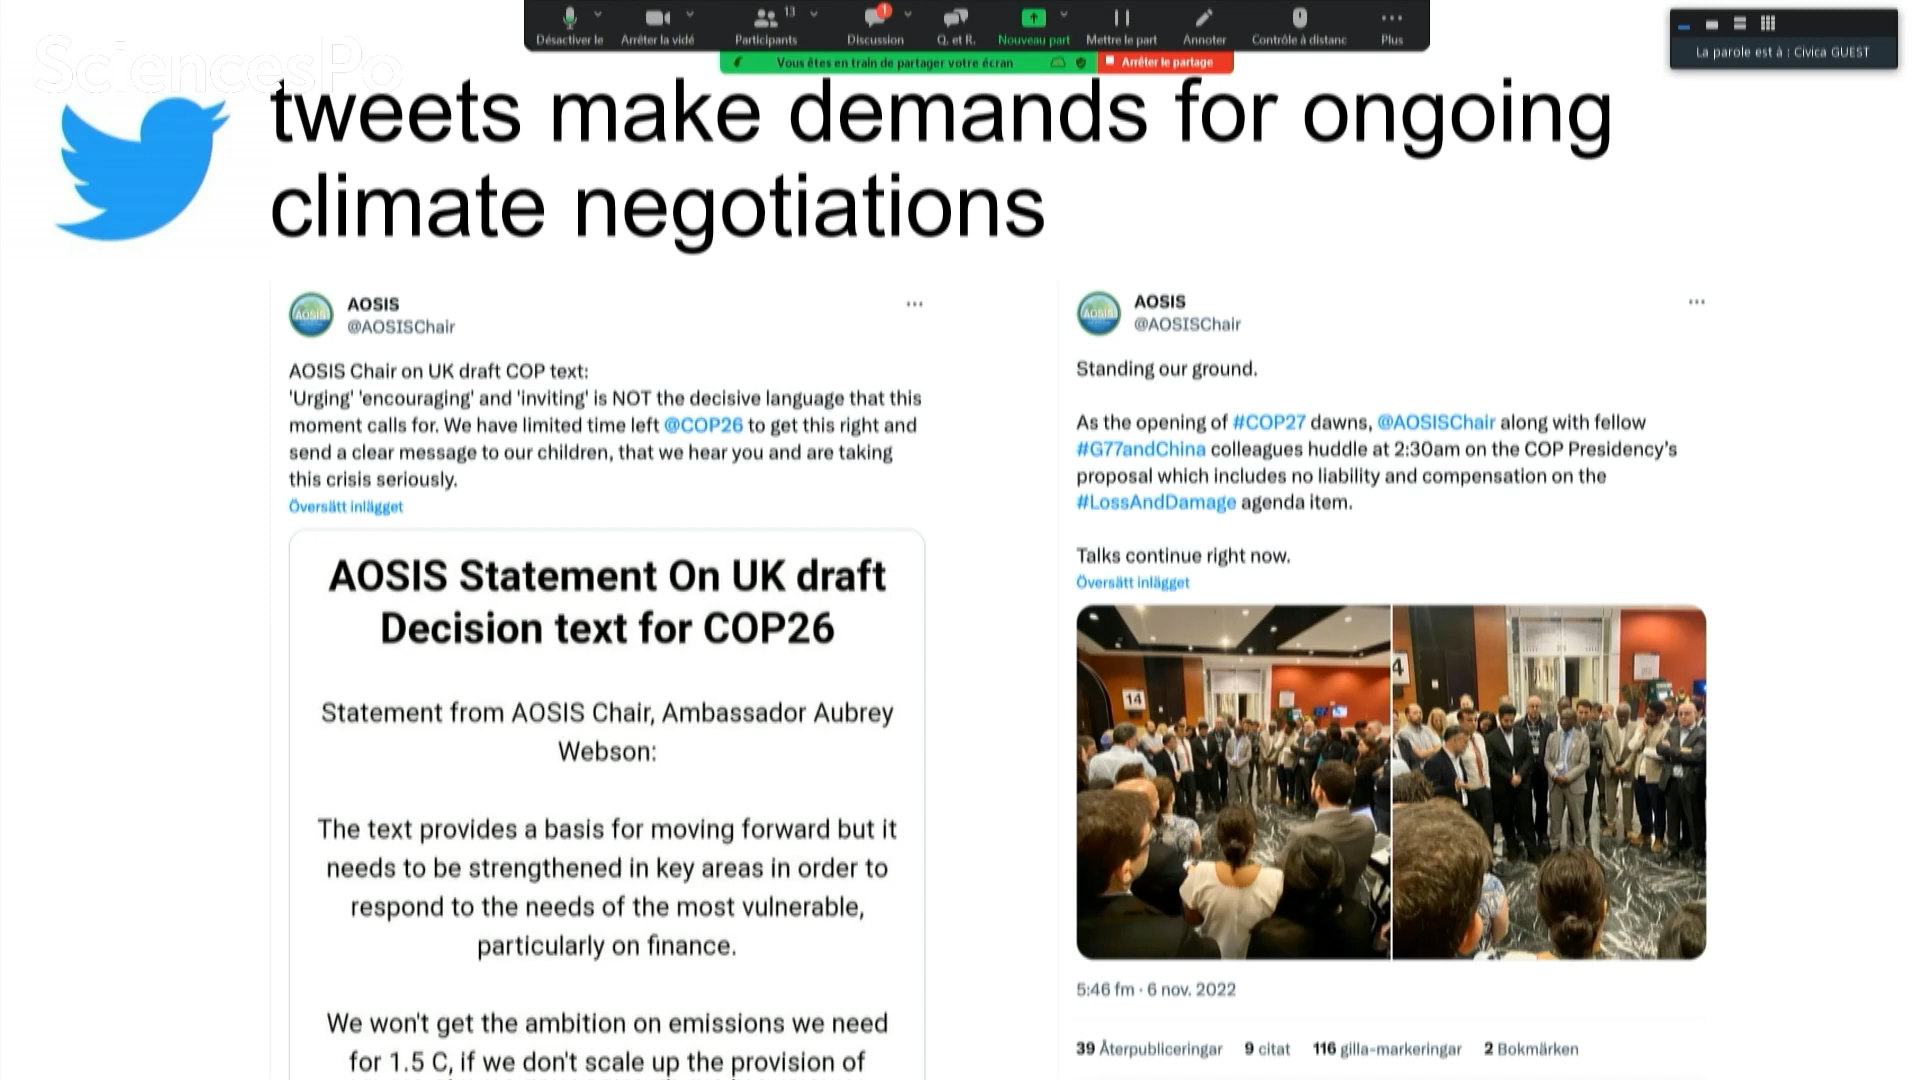 Désactiver le
Arrêter la vidé
Participants
13
Discussion
1
Q. et R.
Nouveau part
Mettre le part
Annoter
Contrôle à distanc
Plus
Vous êtes en train de partager votre écran
Arrêter le partage
La parole est à : Civica GUEST
SciencesPo
tweets make demands for ongoing
climate negotiations
AOSIS
@AOSISChair
AOSIS Chair on UK draft COP text:
'Urging' 'encouraging' and 'inviting' is NOT the decisive language that this
moment calls for. We have limited time left @COP26 to get this right and
send a clear message to our children, that we hear you and are taking
this crisis seriously.
Översätt inlägget
AOSIS Statement On UK draft
Decision text for COP26
Statement from AOSIS Chair, Ambassador Aubrey
Webson:
The text provides a basis for moving forward but it
needs to be strengthened in key areas in order to
respond to the needs of the most vulnerable,
particularly on finance.
We won't get the ambition on emissions we need
for 1.5 C, if we don't scale up the provision of
AOSIS
@AOSISChair
Standing our ground.
As the opening of #COP27 dawns, @AOSISChair along with fellow
#G77andChina colleagues huddle at 2:30am on the COP Presidency's
proposal which includes no liability and compensation on the
#LossAndDamage agenda item.
Talks continue right now.
Översätt inlägget
14
4
5:46 fm · 6 nov. 2022
39 Återpubliceringar 9 citat 116 gilla-markeringar 2 Bokmärken